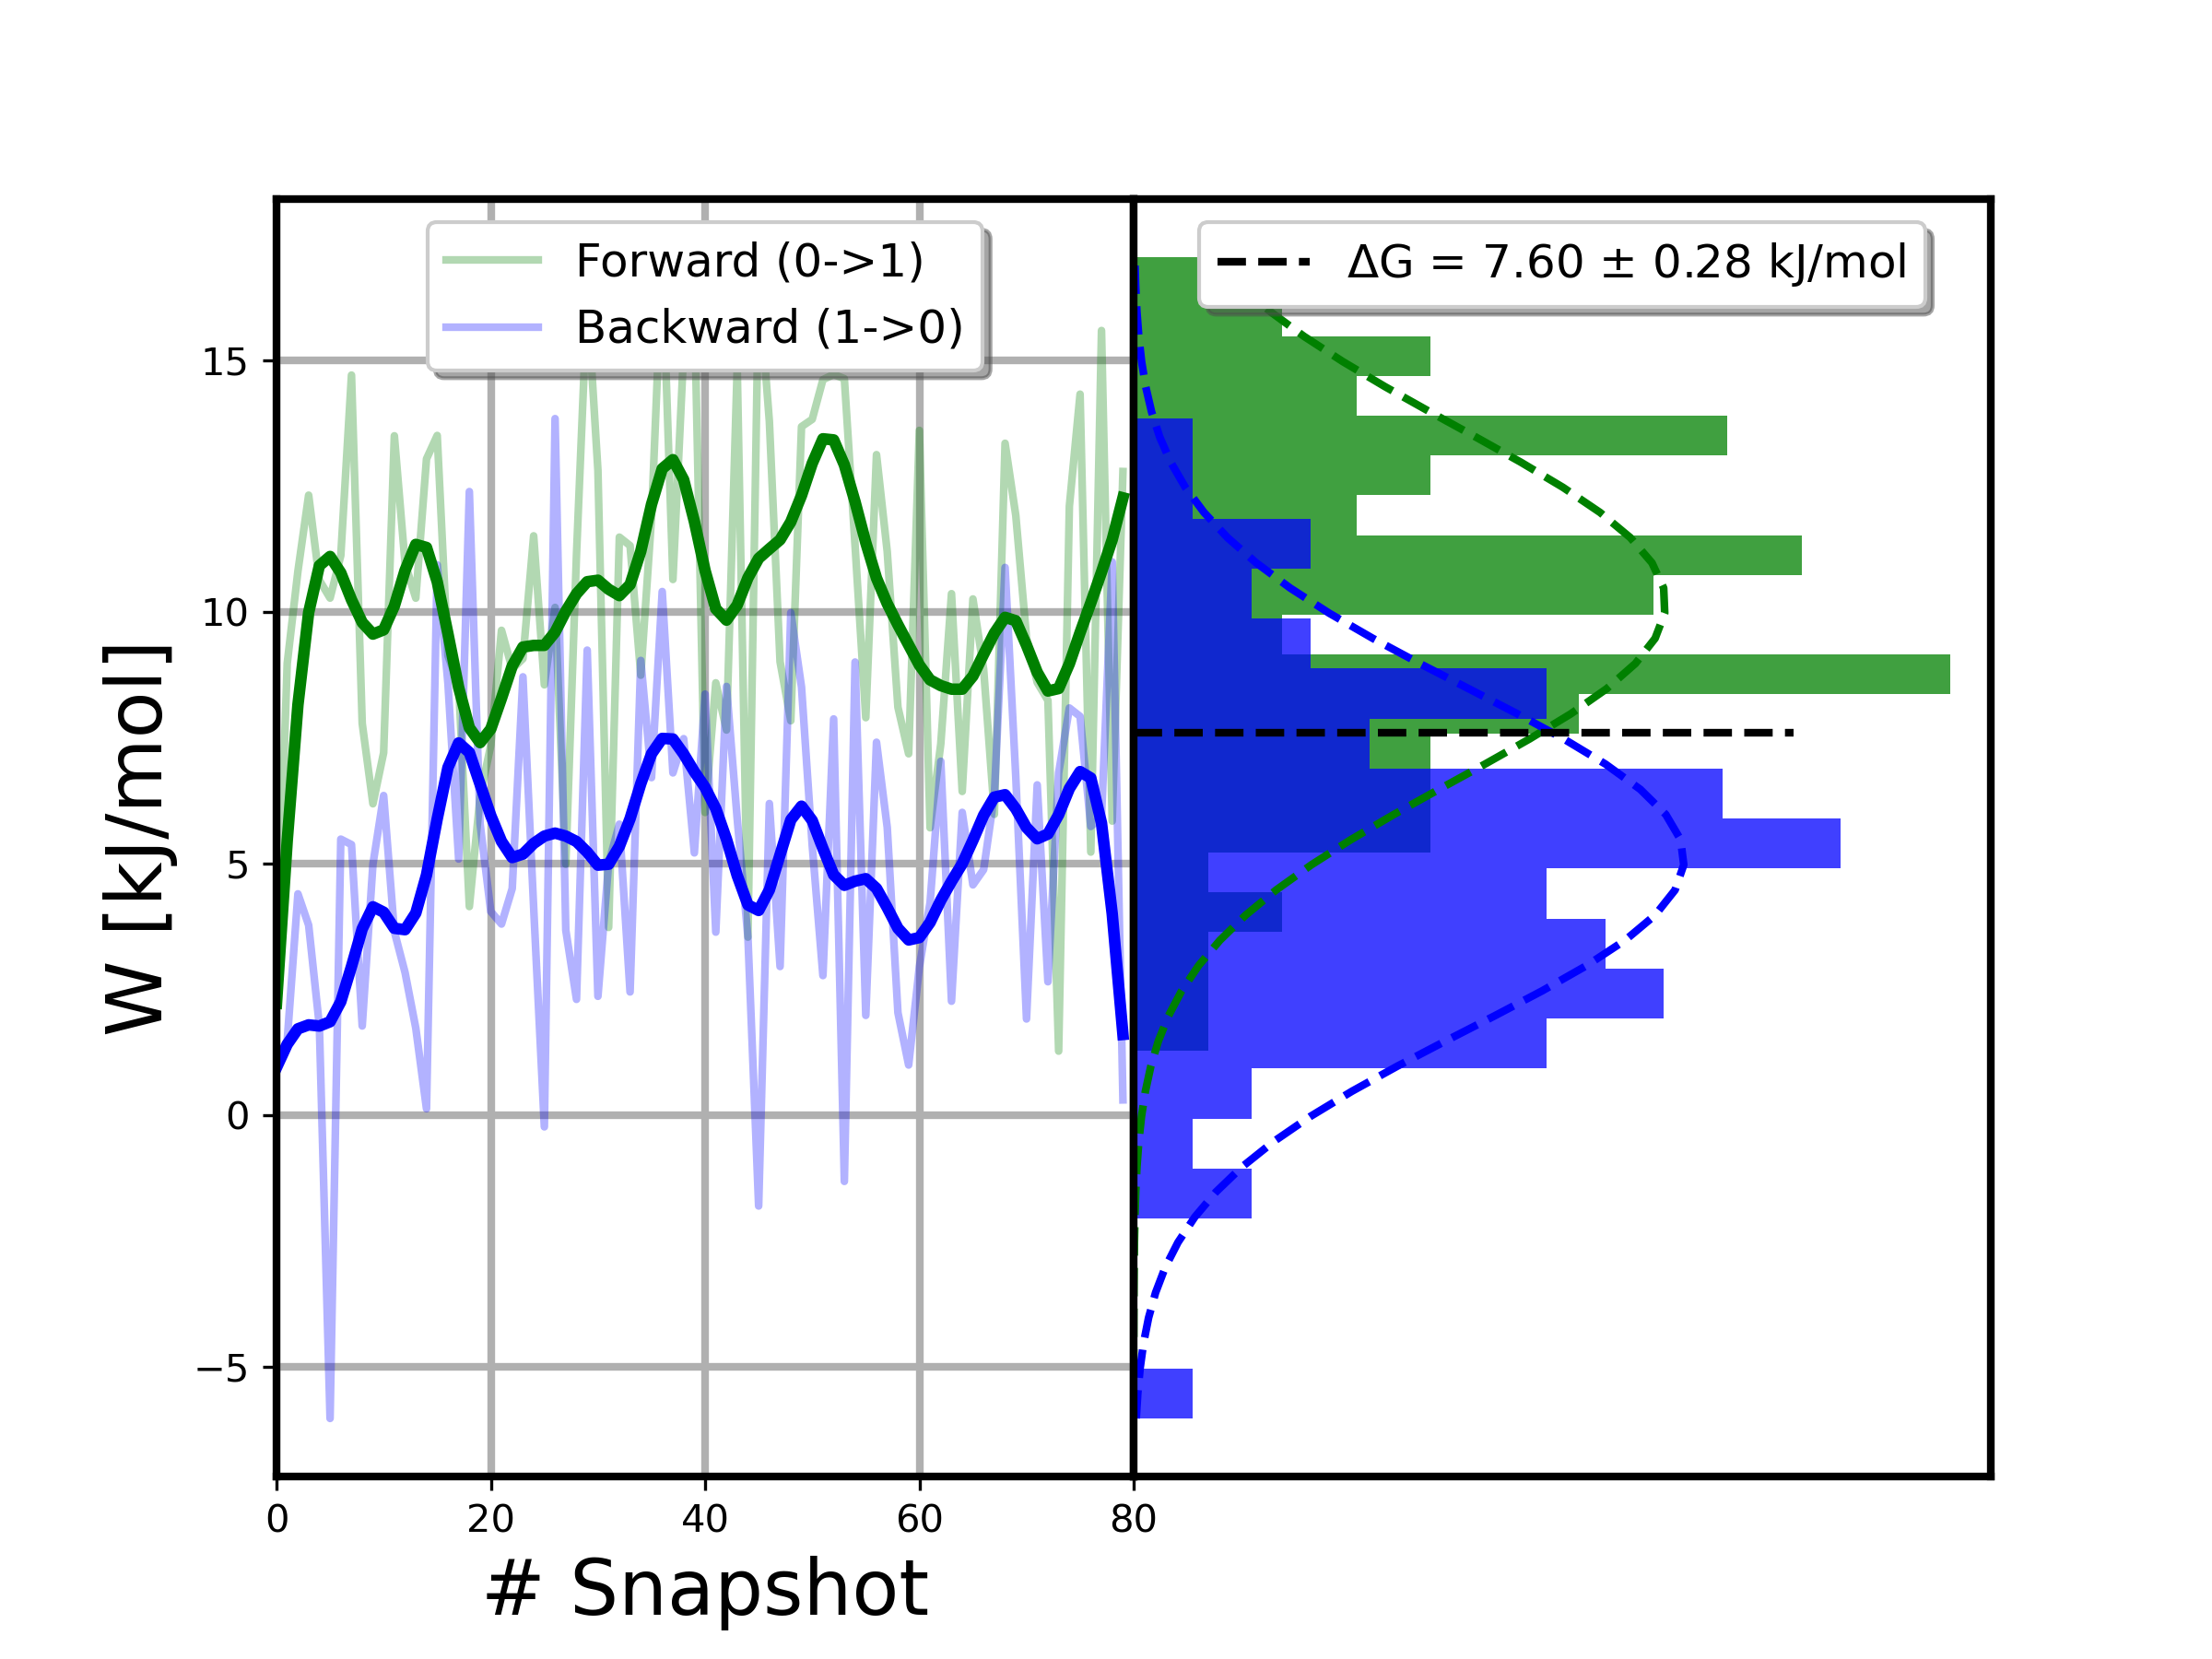 Forward (0->1)
Backward (1->0)
ΔG = 7.60 ± 0.28 kJ/mol
W [kJ/mol]
15
10
5
0
−5
0 20 40 60 80
# Snapshot